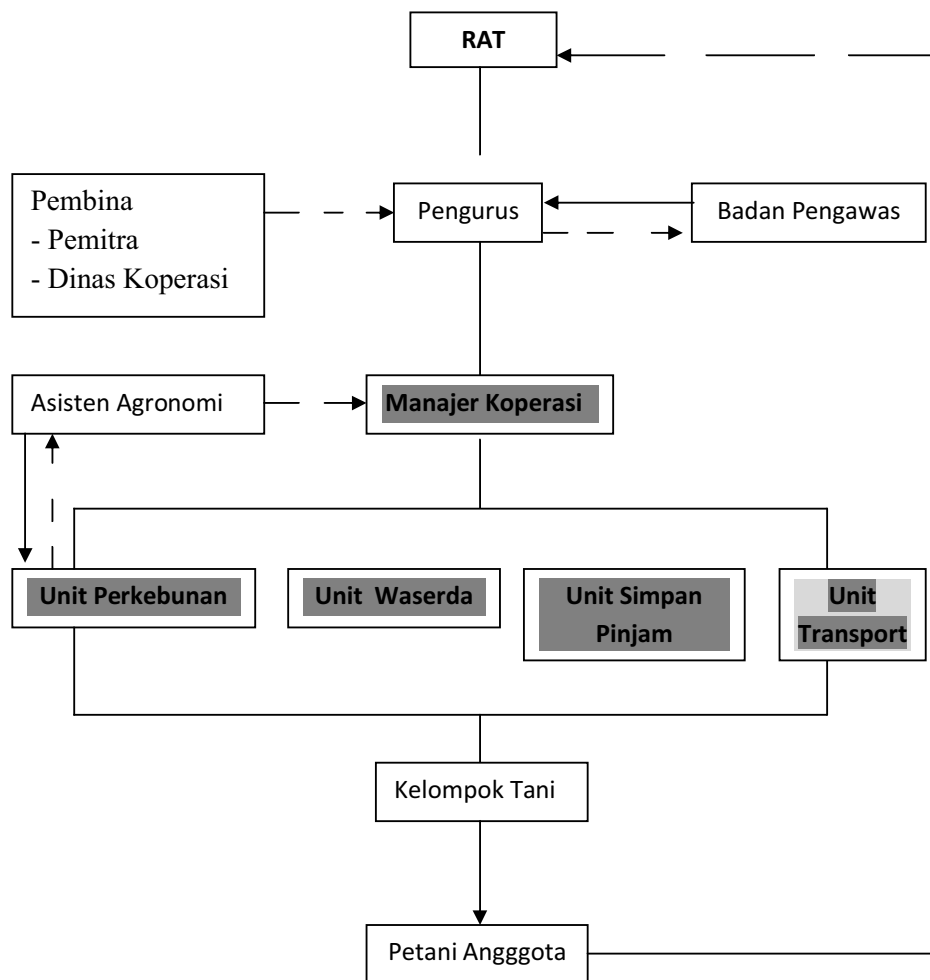 RAT
Pembina
- Pemitra
- Dinas Koperasi
Pengurus
Badan Pengawas
Asisten Agronomi
Manajer Koperasi
Unit Perkebunan
Unit Waserda
Unit Simpan
Pinjam
Unit
Transport
Kelompok Tani
Petani Angggota